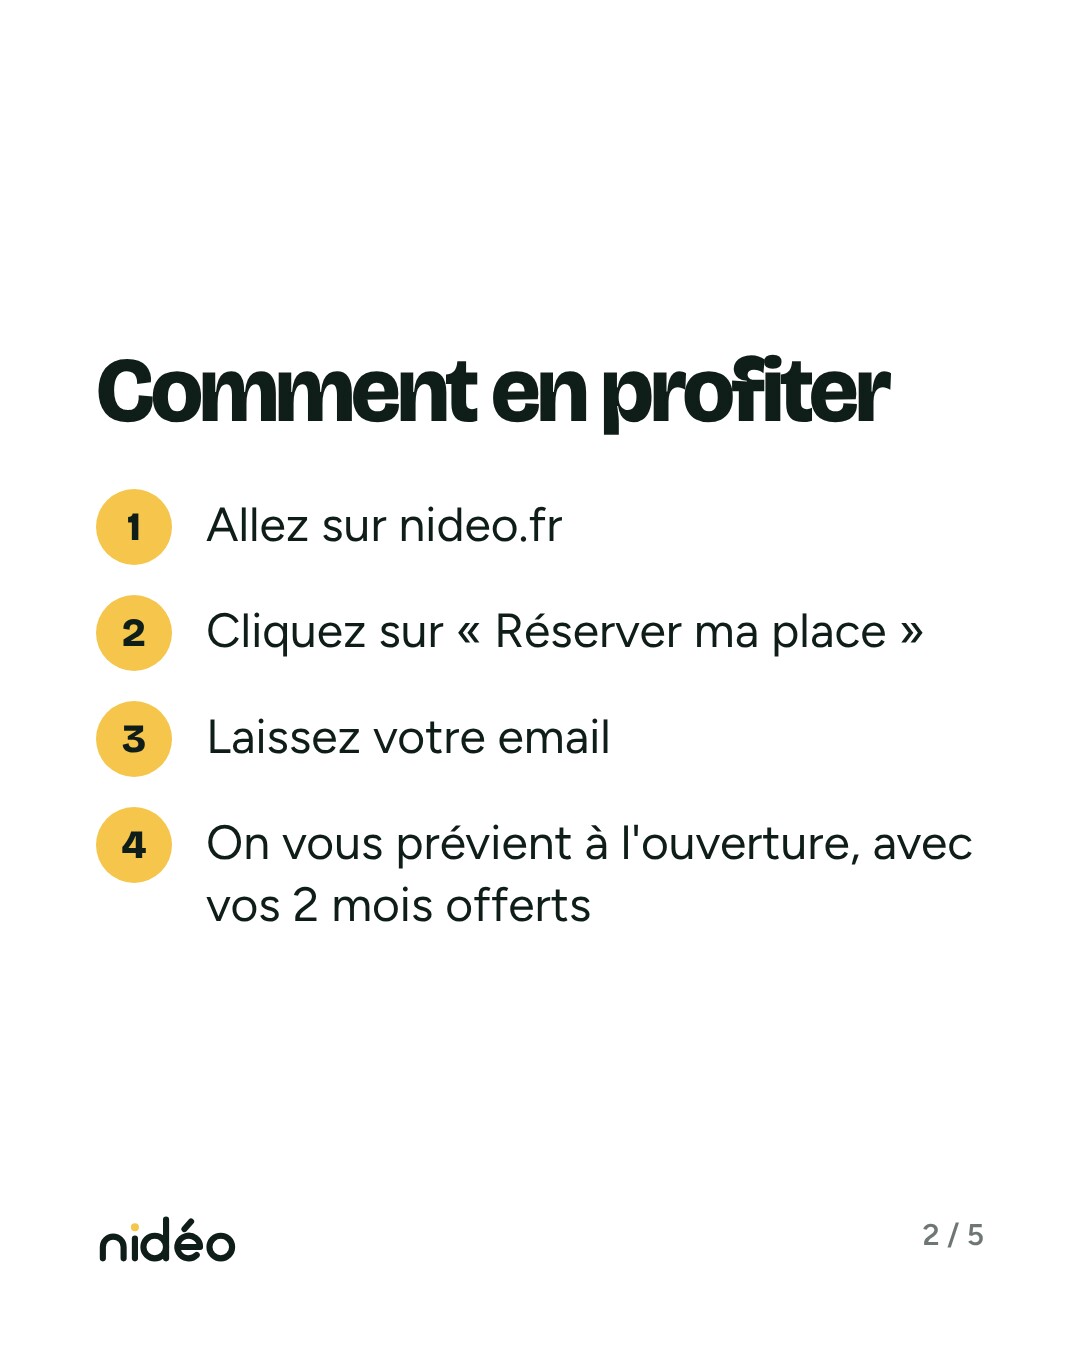 Comment en profiter
1 Allez sur nideo.fr
2 Cliquez sur « Réserver ma place »
3 Laissez votre email
4 On vous prévient à l'ouverture, avec
vos 2 mois offerts
nidéo
2 / 5